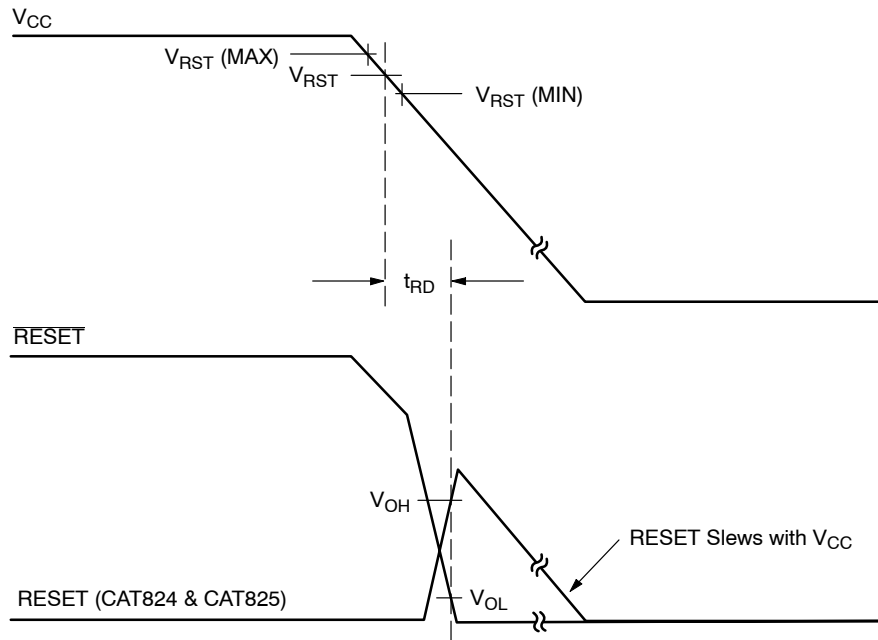 VCC
VRST (MAX)
VRST
VRST (MIN)
tRD
RESET
VOH
RESET Slews with VCC
RESET (CAT824 & CAT825)
VOL